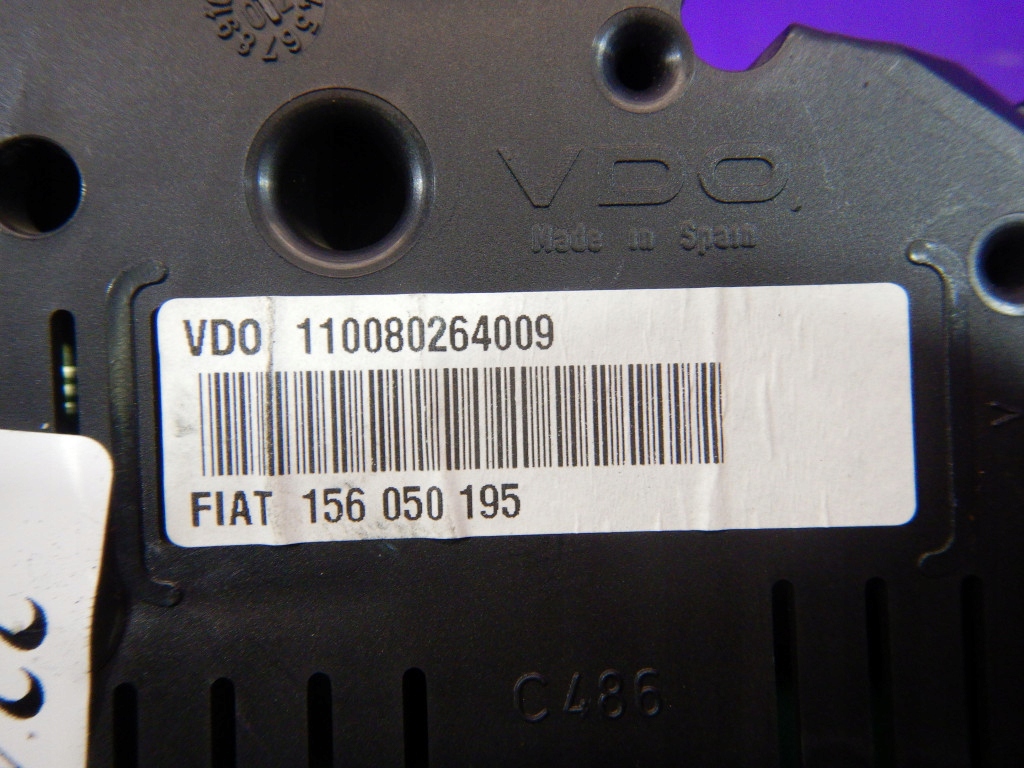 VDO
Made in Spain
VDO 110080264009
FIAT 156 050 195
C486